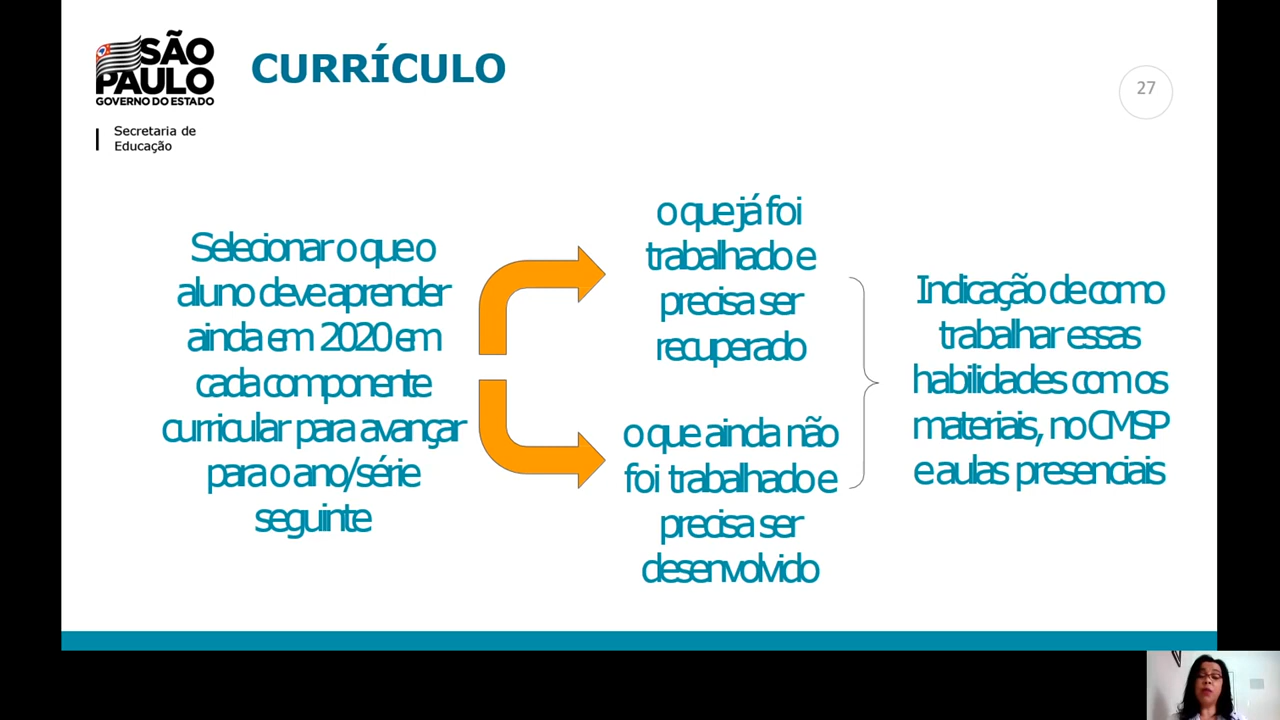 SÃO
PAULO
GOVERNO DO ESTADO
Secretaria de
Educação
CURRÍCULO
27
Selecionar o que o
aluno deve aprender
ainda em 2020 em
cada componente
curricular para avançar
para o ano/série
seguinte
o que já foi
trabalhado e
precisa ser
recuperado
o que ainda não
foi trabalhado e
precisa ser
desenvolvido
Indicação de como
trabalhar essas
habilidades com os
materiais, no CMSP
e aulas presenciais